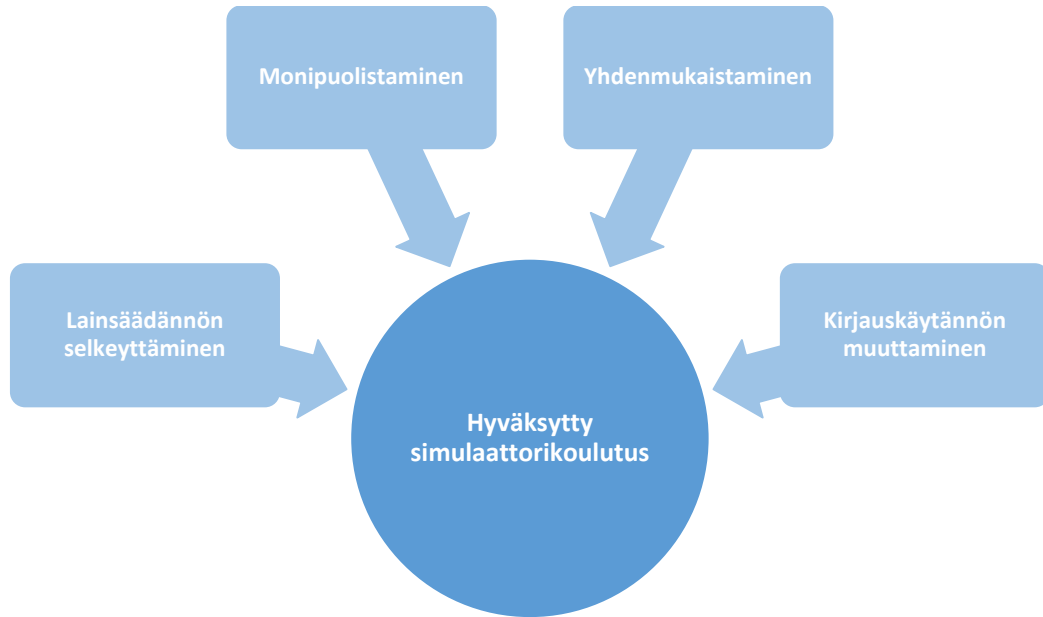 Monipuolistaminen
Yhdenmukaistaminen
Lainsäädännön
selkeyttäminen
Kirjauskäytännön
muuttaminen
Hyväksytty
simulaattorikoulutus